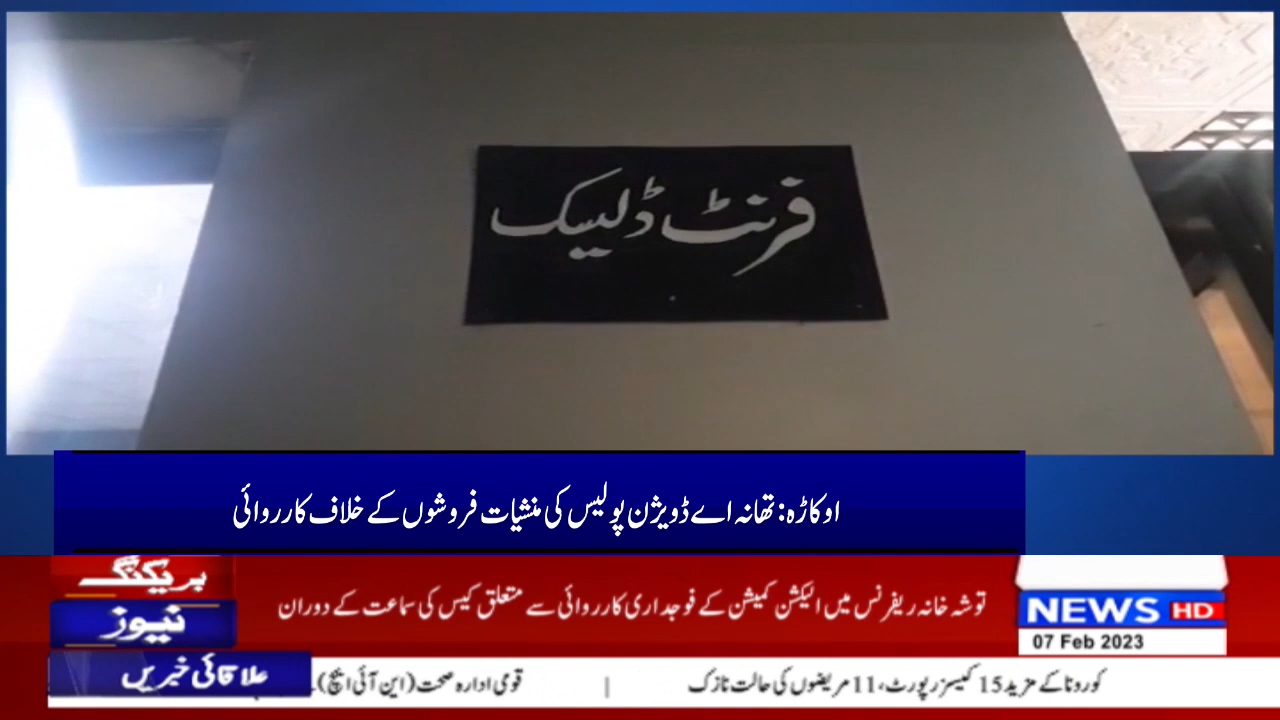 فرنٹ ڈیسک
اوکاڑہ: تھانہ اے ڈویژن پولیس کی منشیات فروشوں کے خلاف کارروائی
بریکنگ
نیوز
توشہ خانہ ریفرنس میں الیکشن کمیشن کے فوجداری کارروائی سے متعلق کیس کی سماعت کے دوران
NEWS HD
07 Feb 2023
علاقائی خبریں
کورونا کے مزید 15 کیسز رپورٹ، 11 مریضوں کی حالت نازک | قومی ادارہ صحت (این آئی ایچ)